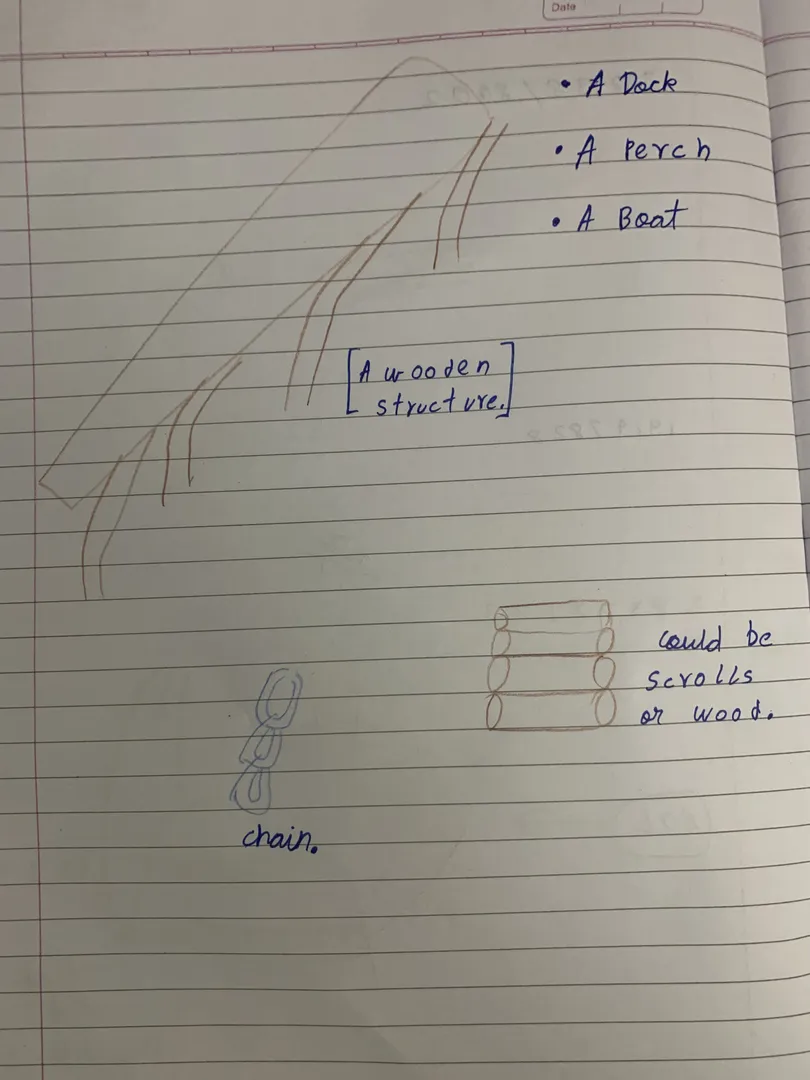 Date
• A Dock
• A Perch
• A Boat
[A wooden
structure.]
could be
scrolls
or wood.
chain.